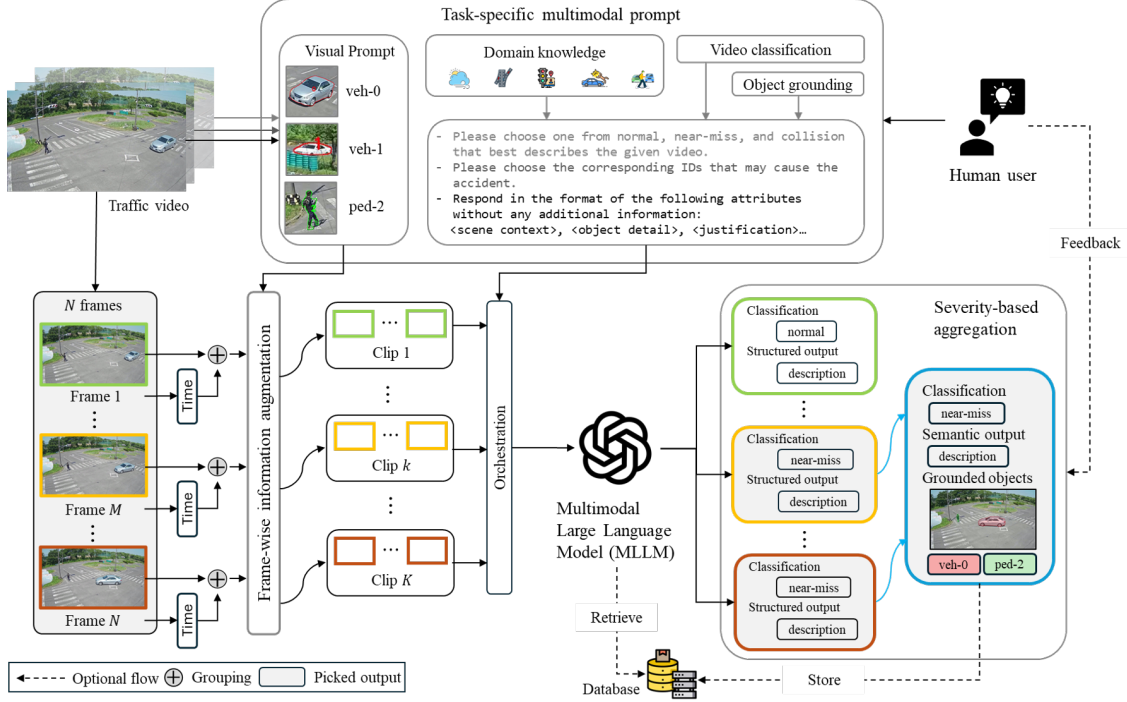 Task-specific multimodal prompt
Visual Prompt
veh-0
veh-1
1
ped-2
Domain knowledge
Video classification
Object grounding
- Please choose one from normal, near-miss, and collision
that best describes the given video.
- Please choose the corresponding IDs that may cause the
accident.
- Respond in the format of the following attributes
without any additional information:
<scene context>, <object detail>, <justification>…
Traffic video
Human user
Feedback
N frames
Frame 1
Time
⋮
Frame M
Time
⋮
Frame N
Time
Frame-wise information augmentation
...
Clip 1
⋮
...
Clip k
⋮
...
Clip K
Orchestration
Multimodal
Large Language
Model (MLLM)
Retrieve
Database
Classification
normal
Structured output
description
⋮
Classification
near-miss
Structured output
description
⋮
Classification
near-miss
Structured output
description
Severity-based
aggregation
Classification
near-miss
Semantic output
description
Grounded objects
veh-0
ped-2
Store
Optional flow
Grouping
Picked output